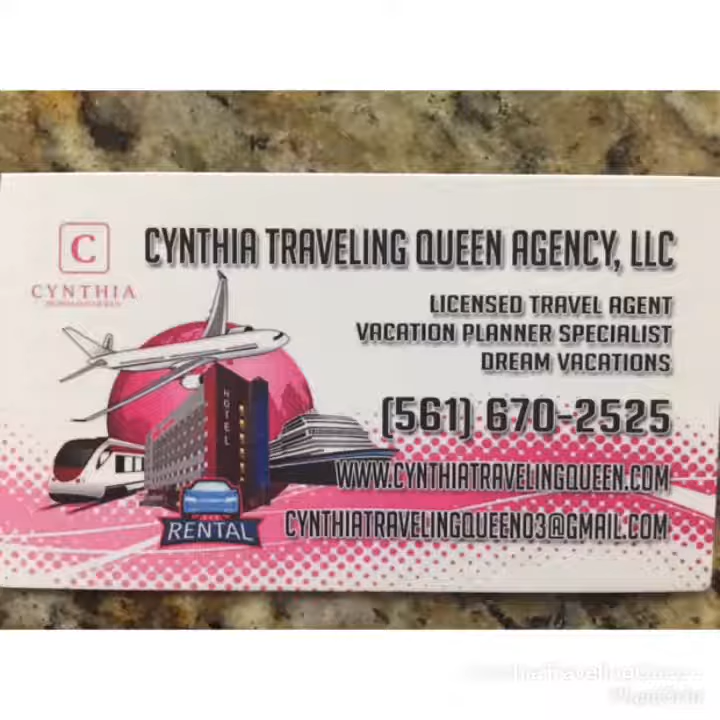 C
CYNTHIA
CYNTHIA TRAVELING QUEEN AGENCY, LLC
LICENSED TRAVEL AGENT
VACATION PLANNER SPECIALIST
DREAM VACATIONS
(561) 670-2525
WWW.CYNTHIATRAVELINGQUEEN.COM
CYNTHIATRAVELINGQUEEN03@GMAIL.COM
HOTEL
CAR
RENTAL